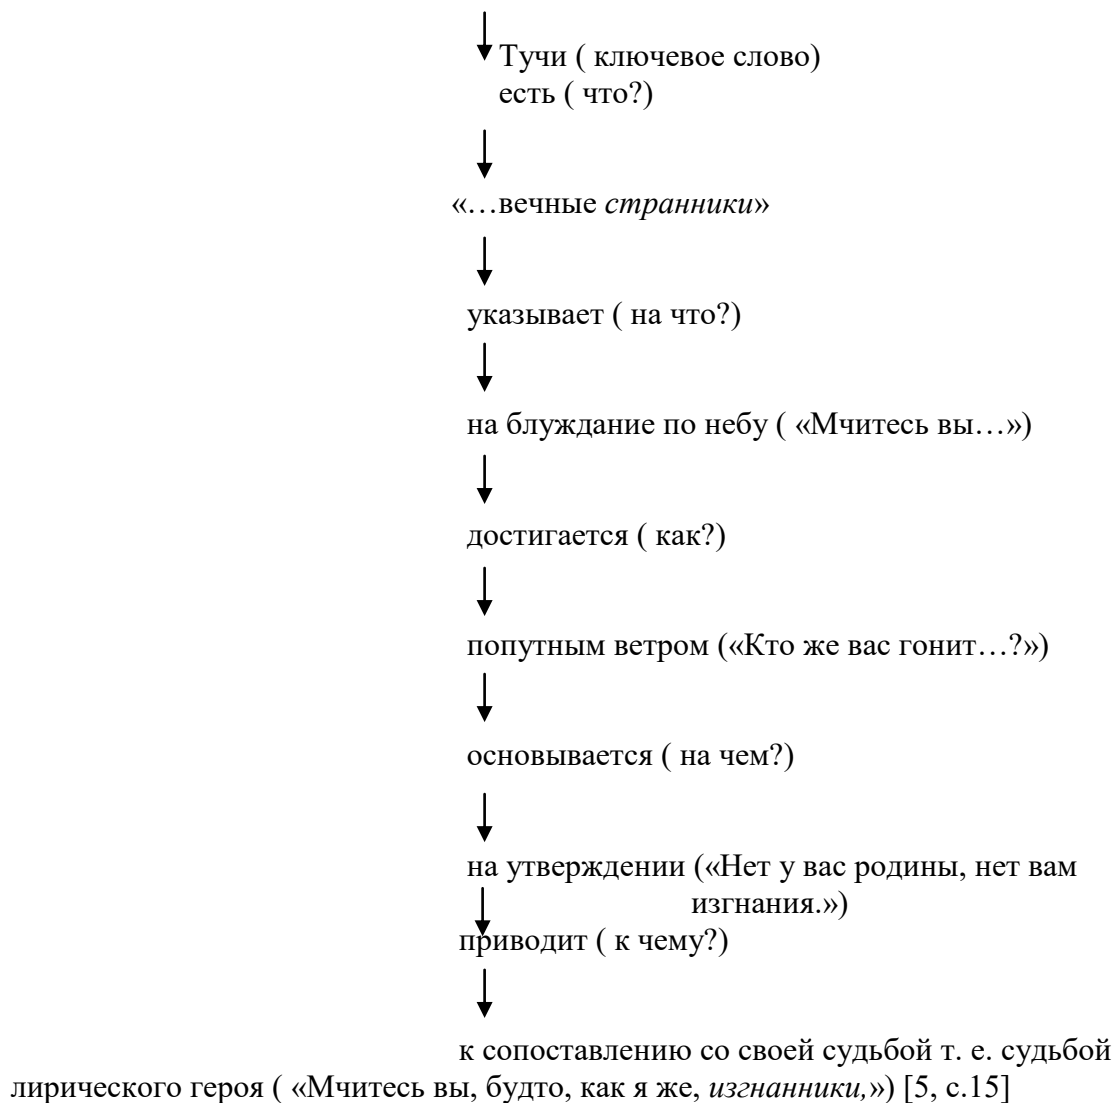 Тучи ( ключевое слово)
есть ( что?)
«…вечные странники»
указывает ( на что?)
на блуждание по небу ( «Мчитесь вы…»)
достигается ( как?)
попутным ветром («Кто же вас гонит…?»)
основывается ( на чем?)
на утверждении («Нет у вас родины, нет вам
изгнания.»)
приводит ( к чему?)
к сопоставлению со своей судьбой т. е. судьбой
лирического героя ( «Мчитесь вы, будто, как я же, изгнанники,») [5, с.15]